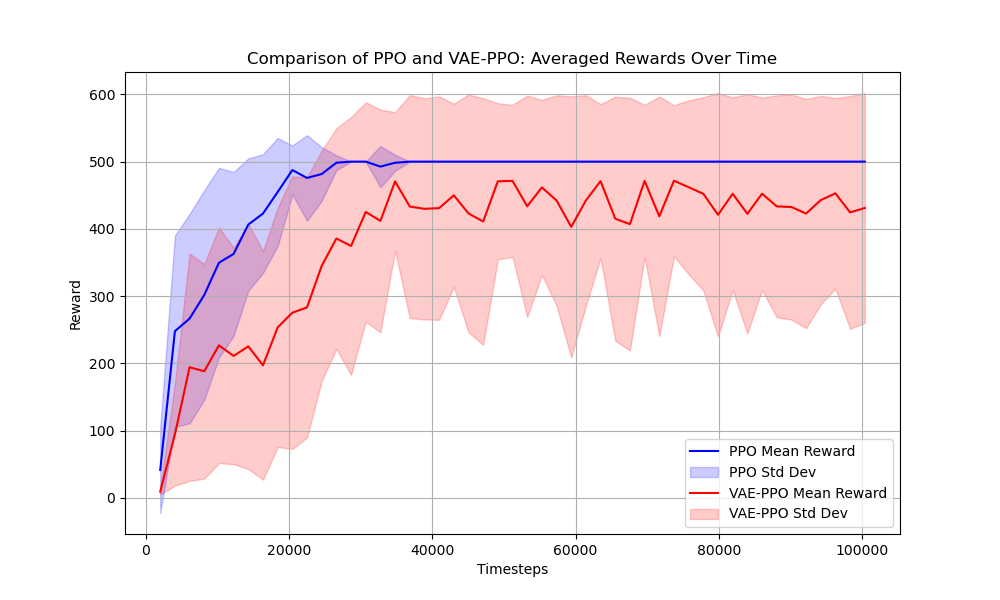 Comparison of PPO and VAE-PPO: Averaged Rewards Over Time
Reward
600
500
400
300
200
100
0
PPO Mean Reward
PPO Std Dev
VAE-PPO Mean Reward
VAE-PPO Std Dev
0 20000 40000 60000 80000 100000
Timesteps